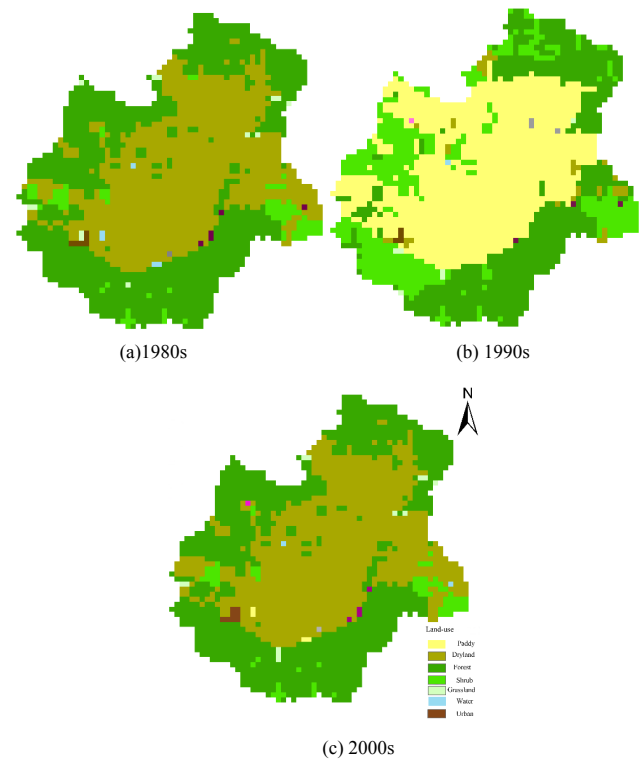 (a)1980s
(b) 1990s
N
Land-use
Paddy
Dryland
Forest
Shrub
Grassland
Water
Urban
(c) 2000s